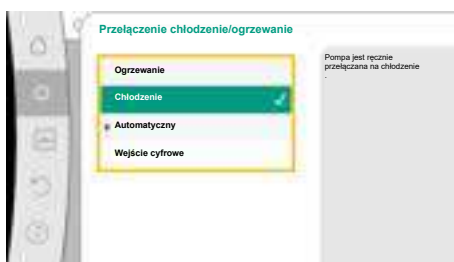 Przełączenie chłodzenie/ogrzewanie
Ogrzewanie
Chłodzenie
Automatyczny
Wejście cyfrowe
Pompa jest ręcznie
przełączana na chłodzenie
.